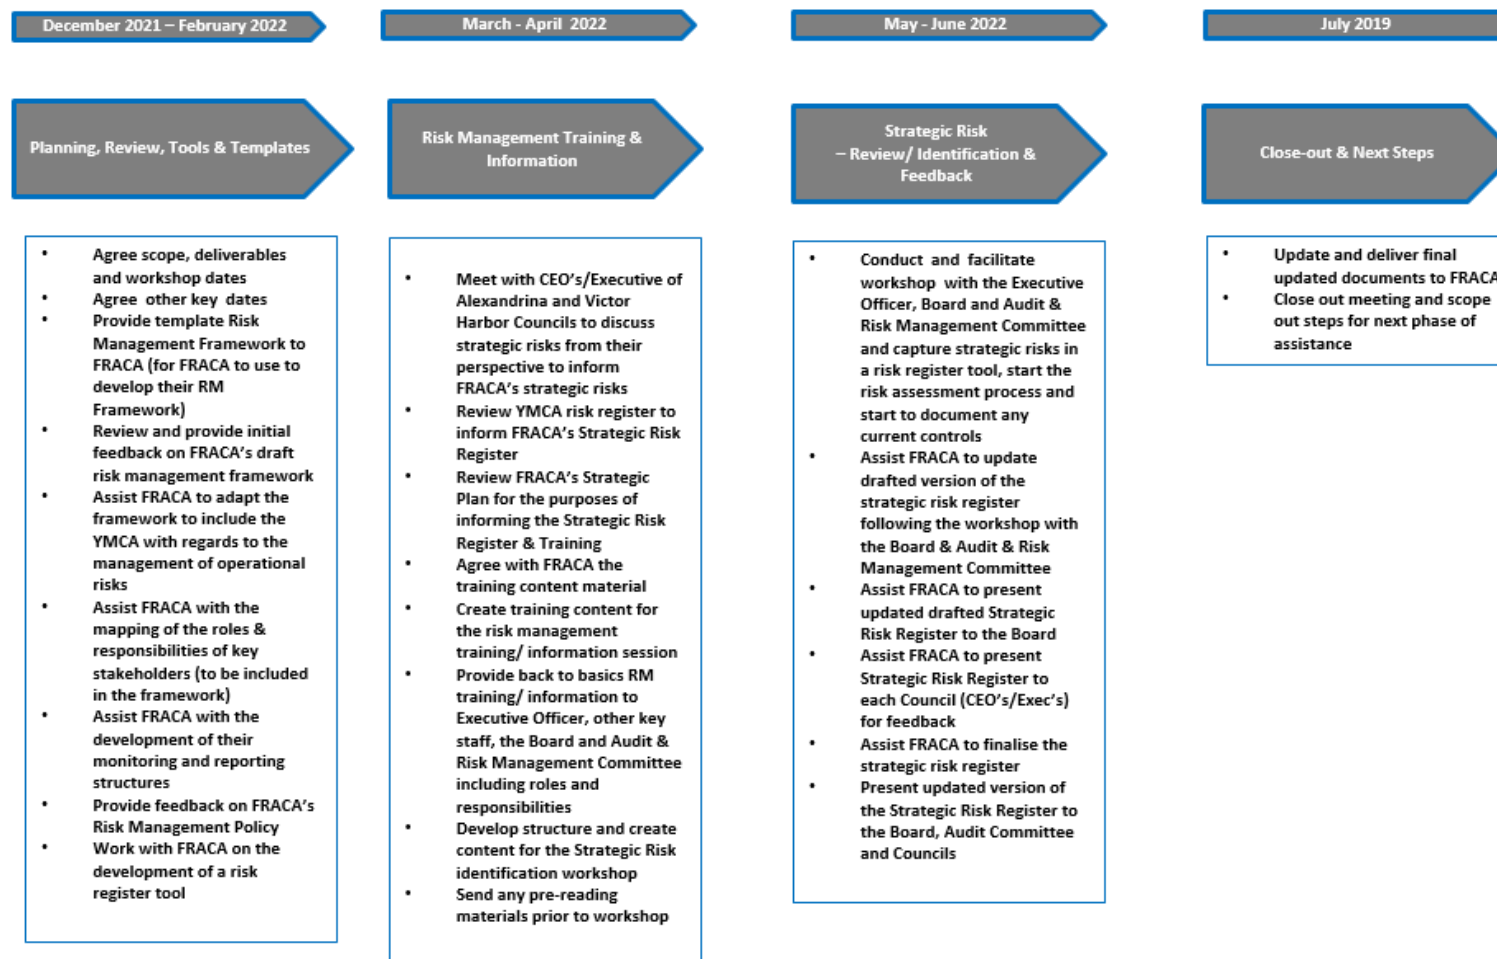 December 2021 – February 2022
March - April 2022
May - June 2022
July 2019
Planning, Review, Tools & Templates
Risk Management Training &
Information
Strategic Risk
– Review/ Identification &
Feedback
Close-out & Next Steps
• Agree scope, deliverables
and workshop dates
• Agree other key dates
• Provide template Risk
Management Framework to
FRACA (for FRACA to use to
develop their RM
Framework)
• Review and provide initial
feedback on FRACA's draft
risk management framework
• Assist FRACA to adapt the
framework to include the
YMCA with regards to the
management of operational
risks
• Assist FRACA with the
mapping of the roles &
responsibilities of key
stakeholders (to be included
in the framework)
• Assist FRACA with the
development of their
monitoring and reporting
structures
• Provide feedback on FRACA's
Risk Management Policy
• Work with FRACA on the
development of a risk
register tool
• Meet with CEO's/Executive of
Alexandrina and Victor
Harbor Councils to discuss
strategic risks from their
perspective to inform
FRACA's strategic risks
• Review YMCA risk register to
inform FRACA's Strategic Risk
Register
• Review FRACA's Strategic
Plan for the purposes of
informing the Strategic Risk
Register & Training
• Agree with FRACA the
training content material
• Create training content for
the risk management
training/ information session
• Provide back to basics RM
training/ information to
Executive Officer, other key
staff, the Board and Audit &
Risk Management Committee
including roles and
responsibilities
• Develop structure and create
content for the Strategic Risk
identification workshop
• Send any pre-reading
materials prior to workshop
• Conduct and facilitate
workshop with the Executive
Officer, Board and Audit &
Risk Management Committee
and capture strategic risks in
a risk register tool, start the
risk assessment process and
start to document any
current controls
• Assist FRACA to update
drafted version of the
strategic risk register
following the workshop with
the Board & Audit & Risk
Management Committee
• Assist FRACA to present
updated drafted Strategic
Risk Register to the Board
• Assist FRACA to present
Strategic Risk Register to
each Council (CEO's/Exec's)
for feedback
• Assist FRACA to finalise the
strategic risk register
• Present updated version of
the Strategic Risk Register to
the Board, Audit Committee
and Councils
• Update and deliver final
updated documents to FRACA
• Close out meeting and scope
out steps for next phase of
assistance